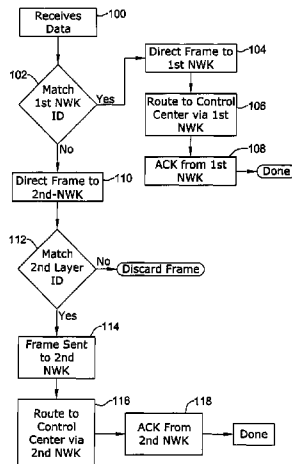 Receives
Data
100
102
Match
1st NWK
ID
Yes
No
Direct Frame to
1st NWK
104
Route to Control
Center via 1st
NWK
106
108
ACK from 1st
NWK
Done
Direct Frame to
2nd-NWK
110
112
Match
2nd Layer
ID
No
Discard Frame
Yes
114
Frame Sent
to 2nd
NWK
116
Route to
Control
Center via
2nd NWK
118
ACK From
2nd NWK
Done